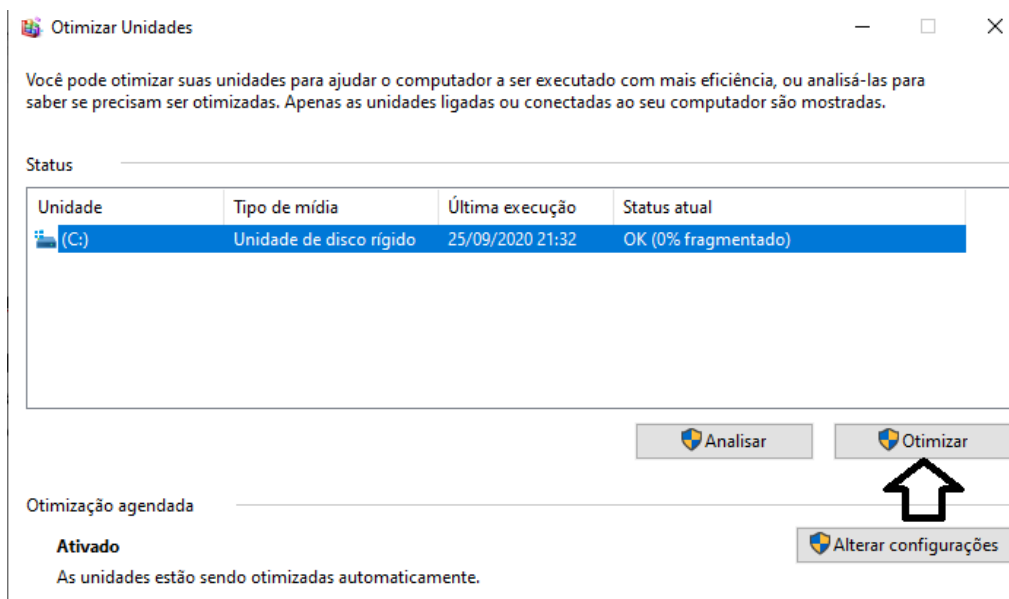 Otimizar Unidades
Você pode otimizar suas unidades para ajudar o computador a ser executado com mais eficiência, ou analisá-las para
saber se precisam ser otimizadas. Apenas as unidades ligadas ou conectadas ao seu computador são mostradas.
Status
Unidade Tipo de mídia Última execução Status atual
(C:) Unidade de disco rígido 25/09/2020 21:32 OK (0% fragmentado)
Analisar Otimizar
Otimização agendada
Ativado Alterar configurações
As unidades estão sendo otimizadas automaticamente.